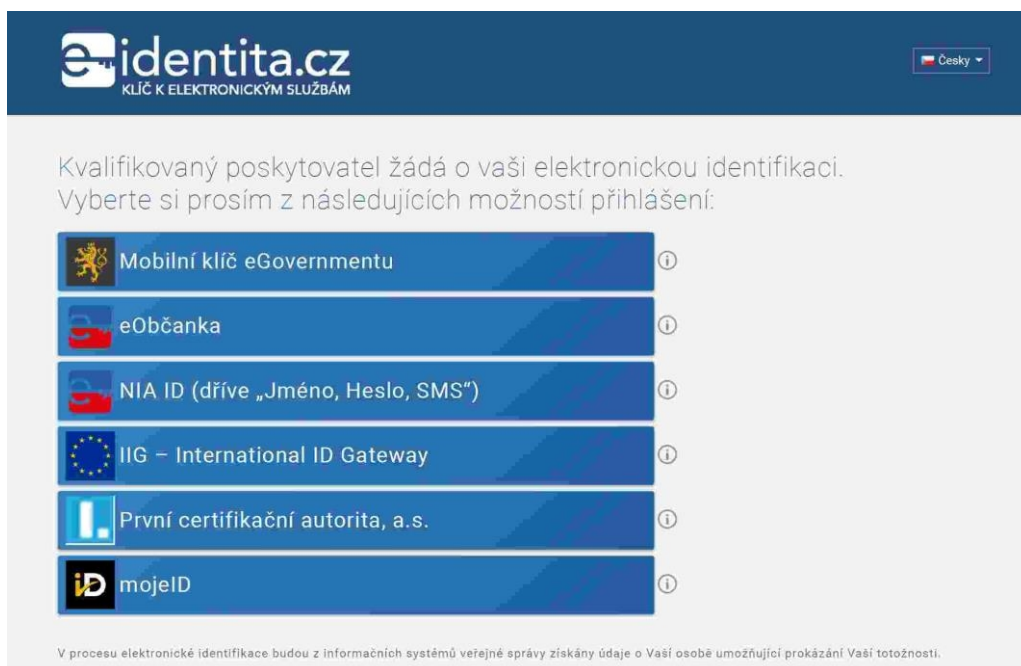 e-identita.cz
KLÍČ K ELEKTRONICKÝM SLUŽBÁM
Česky
Kvalifikovaný poskytovatel žádá o vaši elektronickou identifikaci.
Vyberte si prosím z následujících možností přihlášení:
Mobilní klíč eGovernmentu
eObčanka
NIA ID (dříve „Jméno, Heslo, SMS“)
IIG – International ID Gateway
I.
První certifikační autorita, a.s.
iD
mojeID
V procesu elektronické identifikace budou z informačních systémů veřejné správy získány údaje o Vaší osobě umožňující prokázání Vaší totožnosti.